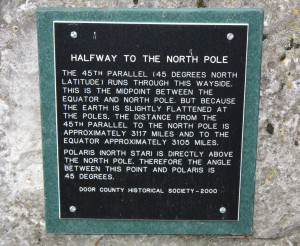 HALFWAY TO THE NORTH POLE
THE 45TH PARALLEL (45 DEGREES NORTH
LATITUDE) RUNS THROUGH THIS WAYSIDE.
THIS IS THE MIDPOINT BETWEEN THE
EQUATOR AND NORTH POLE. BUT BECAUSE
THE EARTH IS SLIGHTLY FLATTENED AT
THE POLES, THE DISTANCE FROM THE
45TH PARALLEL TO THE NORTH POLE IS
APPROXIMATELY 3117 MILES AND TO THE
EQUATOR APPROXIMATELY 3105 MILES.
POLARIS (NORTH STAR) IS DIRECTLY ABOVE
THE NORTH POLE. THEREFORE THE ANGLE
BETWEEN THIS POINT AND POLARIS IS
45 DEGREES.
DOOR COUNTY HISTORICAL SOCIETY-2000